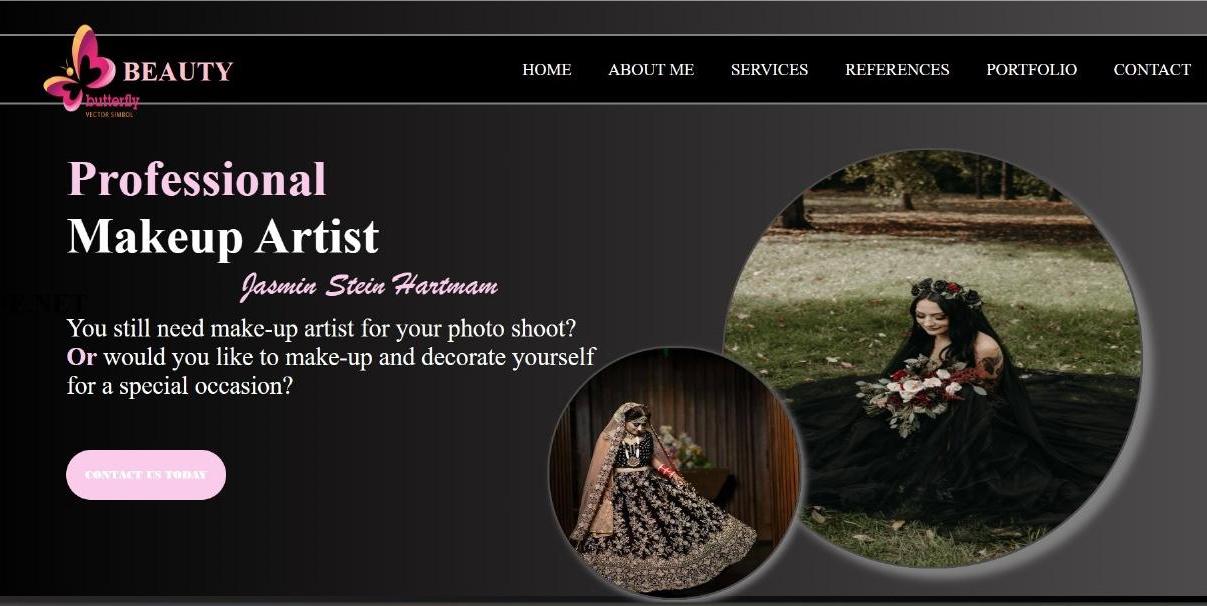 BEAUTY
butterfly
VECTOR SIMBOL
HOME ABOUT ME SERVICES REFERENCES PORTFOLIO CONTACT
Professional
Makeup Artist
Jasmin Stein Hartmam
You still need make-up artist for your photo shoot?
Or would you like to make-up and decorate yourself
for a special occasion?
CONTACT US TODAY